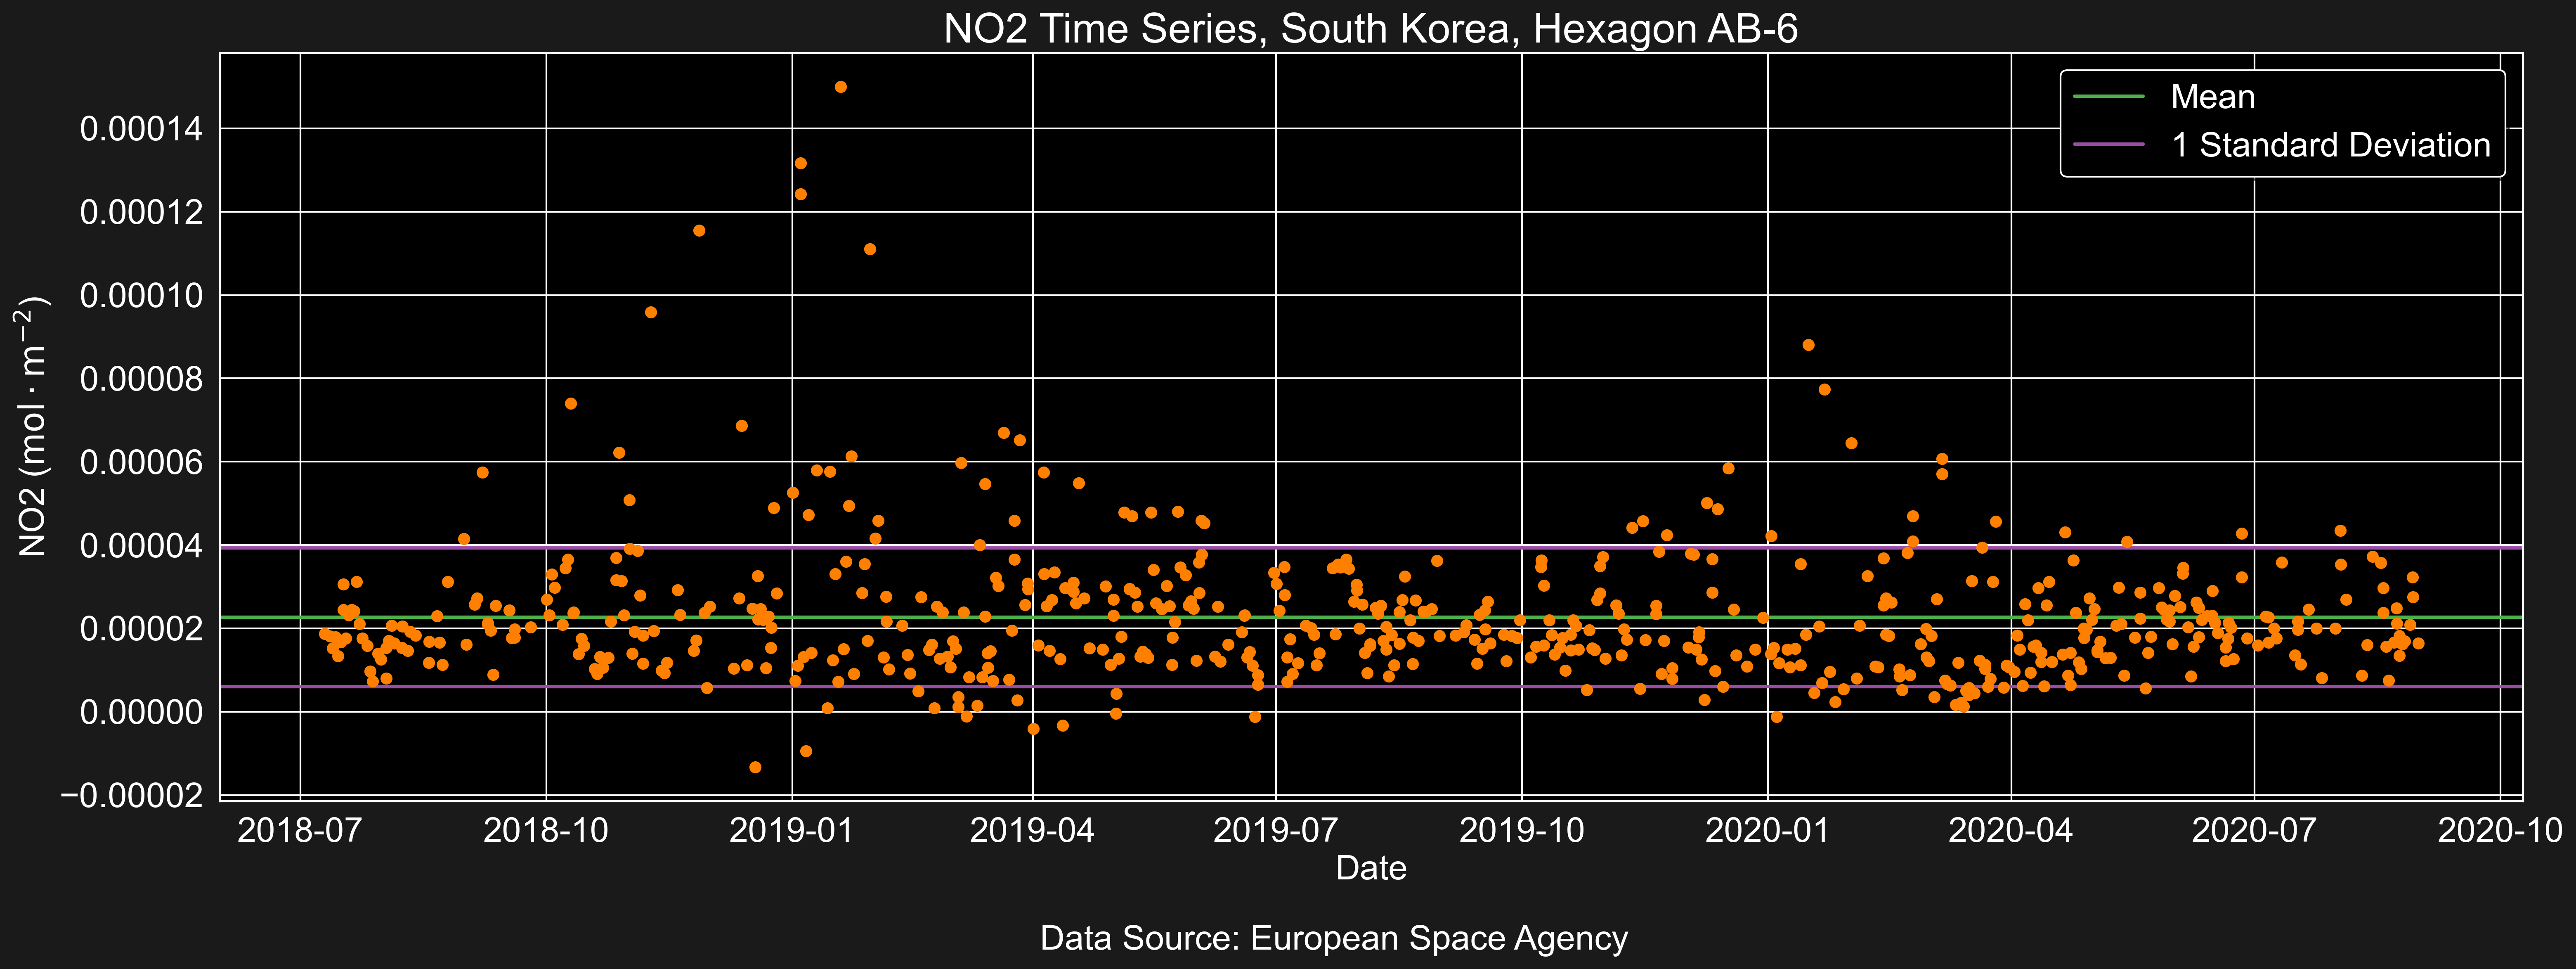 NO2 Time Series, South Korea, Hexagon AB-6
Mean
1 Standard Deviation
NO2 (mol · m⁻²)
0.00014
0.00012
0.00010
0.00008
0.00006
0.00004
0.00002
0.00000
−0.00002
2018-07 2018-10 2019-01 2019-04 2019-07 2019-10 2020-01 2020-04 2020-07 2020-10
Date
Data Source: European Space Agency